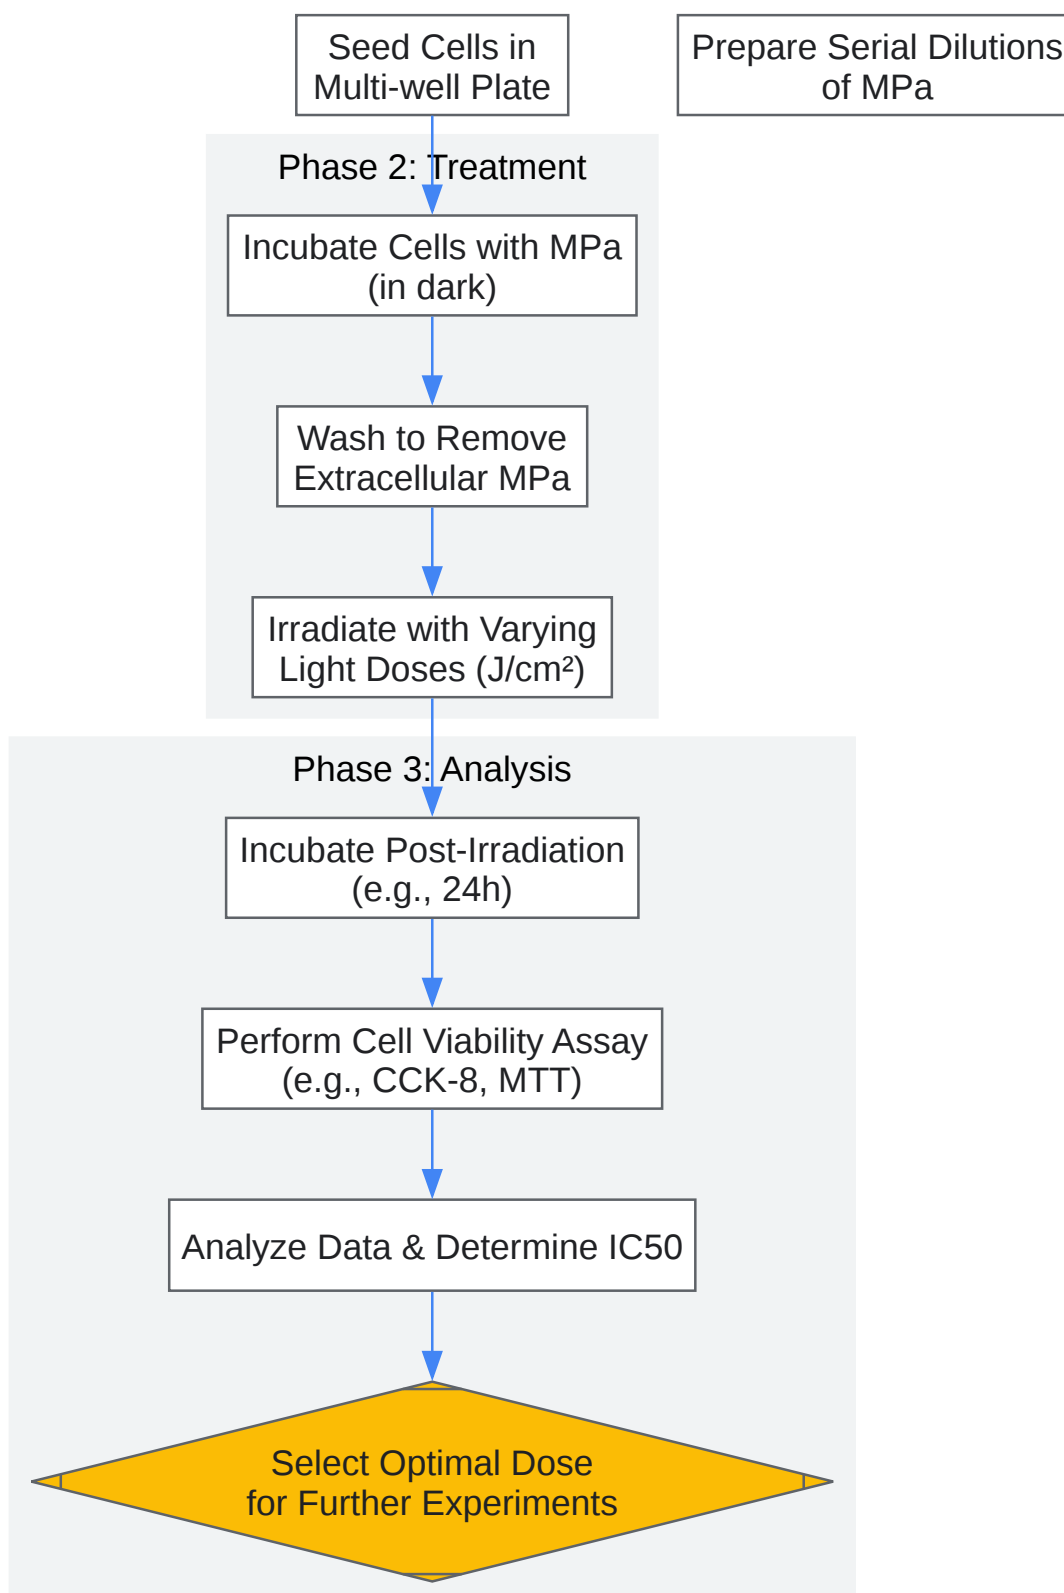 Seed Cells in
Multi-well Plate
Prepare Serial Dilutions
of MPa
Phase 2: Treatment
Incubate Cells with MPa
(in dark)
Wash to Remove
Extracellular MPa
Irradiate with Varying
Light Doses (J/cm²)
Phase 3: Analysis
Incubate Post-Irradiation
(e.g., 24h)
Perform Cell Viability Assay
(e.g., CCK-8, MTT)
Analyze Data & Determine IC50
Select Optimal Dose
for Further Experiments